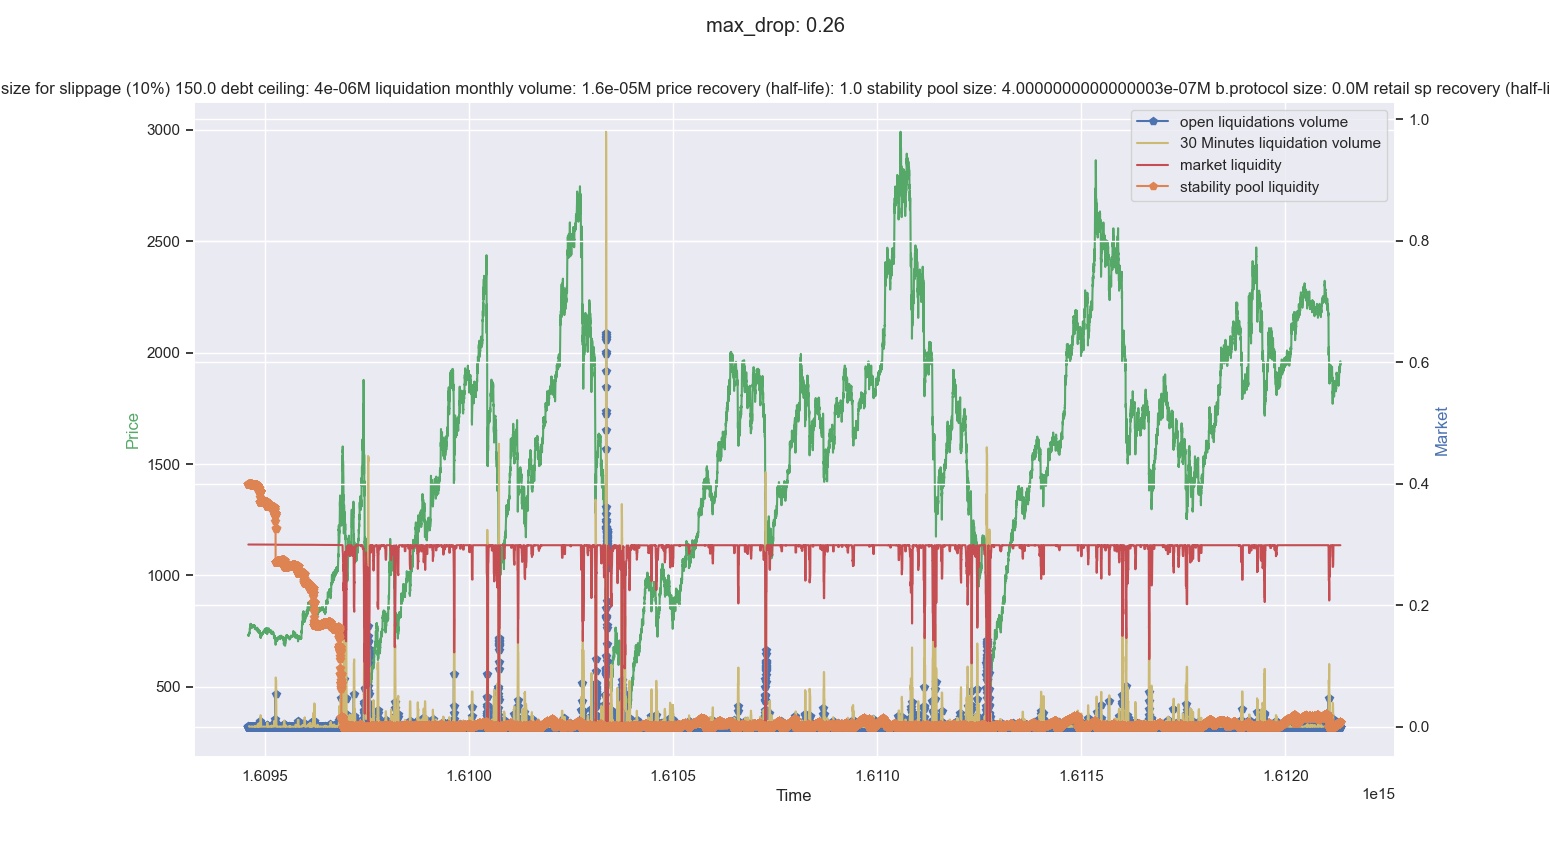 max_drop: 0.26
size for slippage (10%) 150.0 debt ceiling: 4e-06M liquidation monthly volume: 1.6e-05M price recovery (half-life): 1.0 stability pool size: 4.0000000000000003e-07M b.protocol size: 0.0M retail sp recovery (half-li
open liquidations volume
30 Minutes liquidation volume
market liquidity
stability pool liquidity
3000
2500
2000
1500
1000
500
Price
1.0
0.8
0.6
0.4
0.2
0.0
Market
1.6095 1.6100 1.6105 1.6110 1.6115 1.6120
1e15
Time